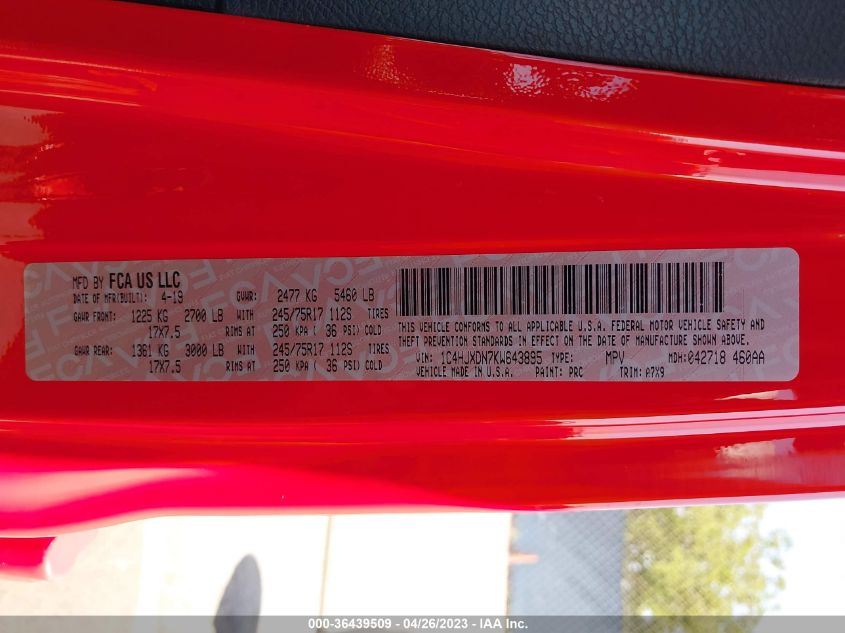 MFD BY FCA US LLC
DATE OF MFR(BUILT): 4-19 GVWR: 2477 KG 5460 LB
GAWR FRONT: 1225 KG 2700 LB WITH 245/75R17 112S TIRES
17X7.5 RIMS AT 250 KPA ( 36 PSI) COLD
GAWR REAR: 1361 KG 3000 LB WITH 245/75R17 112S TIRES
17X7.5 RIMS AT 250 KPA ( 36 PSI) COLD
THIS VEHICLE CONFORMS TO ALL APPLICABLE U.S.A. FEDERAL MOTOR VEHICLE SAFETY AND
THEFT PREVENTION STANDARDS IN EFFECT ON THE DATE OF MANUFACTURE SHOWN ABOVE.
VIN: 1C4HJXDN7KW643895 TYPE: MPV MDH: 042718 460AA
VEHICLE MADE IN U.S.A. PAINT: PRC TRIM: A7X9
000-36439509 - 04/26/2023 - IAA Inc.